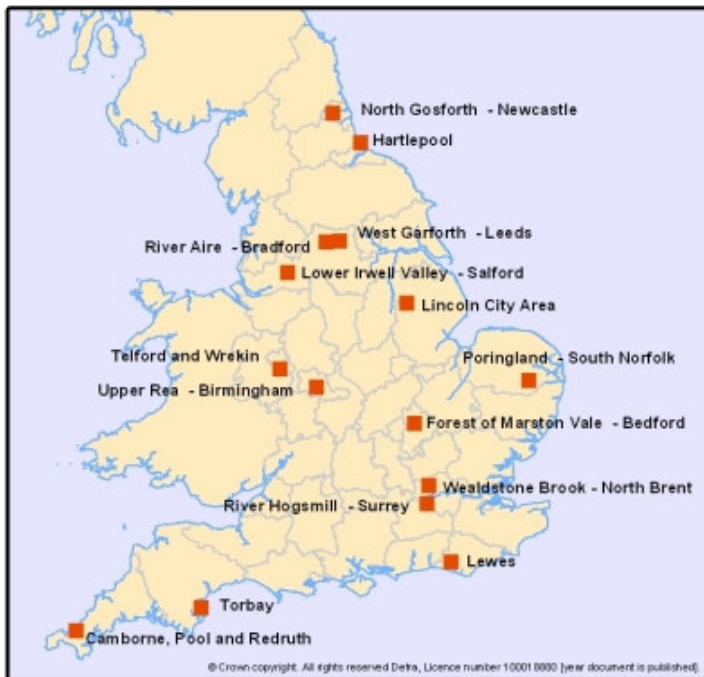 North Gosforth - Newcastle
Hartlepool
West Garforth - Leeds
River Aire - Bradford
Lower Irwell Valley - Salford
Lincoln City Area
Telford and Wrekin
Poringland - South Norfolk
Upper Rea - Birmingham
Forest of Marston Vale - Bedford
Wealdstone Brook - North Brent
River Hogsmill - Surrey
Lewes
Torbay
Camborne, Pool and Redruth
© Crown copyright. All rights reserved Defra, Licence number 100018880 [year document is published].